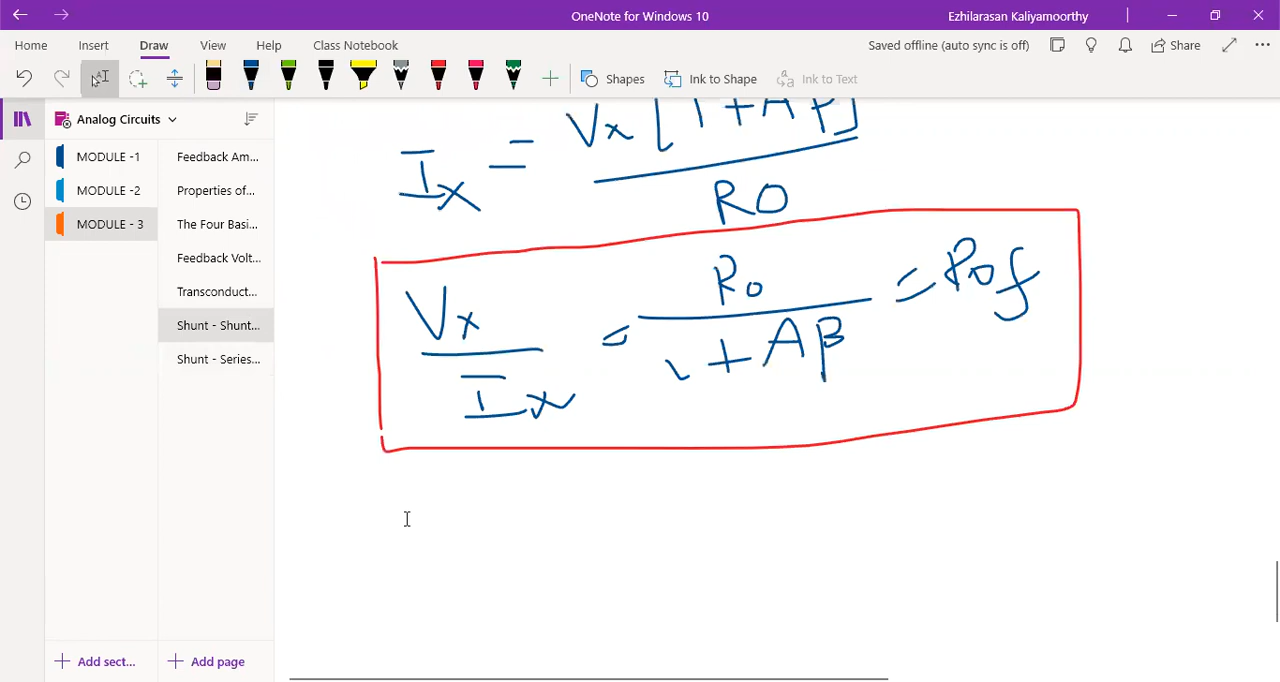 OneNote for Windows 10
Ezhilarasan Kaliyamoorthy
Home Insert Draw View Help Class Notebook
Saved offline (auto sync is off)
Share
Shapes
Ink to Shape
Ink to Text
Analog Circuits
MODULE -1
MODULE -2
MODULE - 3
Feedback Am...
Properties of...
The Four Basi...
Feedback Volt...
Transconduct...
Shunt - Shunt...
Shunt - Series...
Add sect...
Add page
Ix = Vx [1+Aβ] / RO
Vx / Ix = Ro / 1+Aβ = Rof